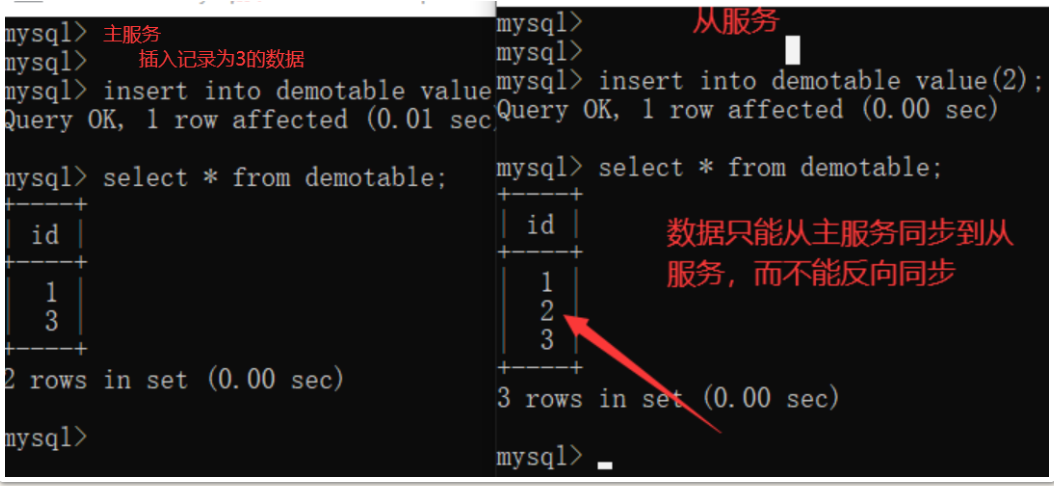 mysql> 主服务
mysql> 插入记录为3的数据
mysql> insert into demotable value
Query OK, 1 row affected (0.01 sec
mysql> select * from demotable;
+----+
| id |
+----+
| 1 |
| 3 |
+----+
2 rows in set (0.00 sec)
mysql>
mysql> 从服务
mysql>
mysql> insert into demotable value(2);
Query OK, 1 row affected (0.00 sec)
mysql> select * from demotable;
+----+
| id |
+----+
| 1 |
| 2 |
| 3 |
+----+
3 rows in set (0.00 sec)
mysql>
数据只能从主服务同步到从
服务，而不能反向同步